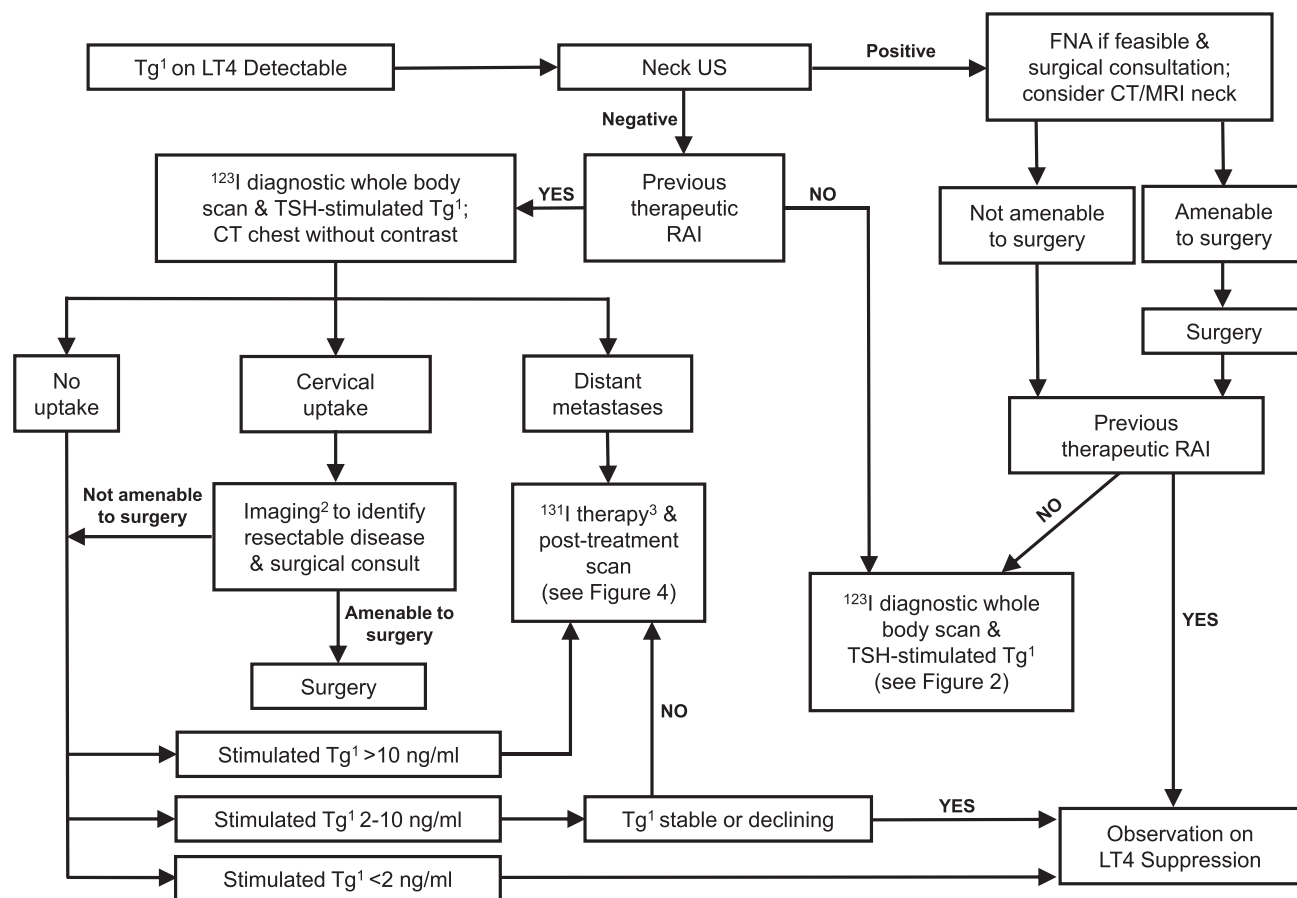 Tg¹ on LT4 Detectable
Neck US
Positive
FNA if feasible &
surgical consultation;
consider CT/MRI neck
Negative
¹²³I diagnostic whole body
scan & TSH-stimulated Tg¹;
CT chest without contrast
YES
Previous
therapeutic
RAI
NO
Not amenable
to surgery
Amenable
to surgery
Surgery
No
uptake
Cervical
uptake
Distant
metastases
Previous
therapeutic RAI
Not amenable
to surgery
Imaging² to identify
resectable disease
& surgical consult
¹³¹I therapy³ &
post-treatment
scan
(see Figure 4)
NO
¹²³I diagnostic whole
body scan &
TSH-stimulated Tg¹
(see Figure 2)
YES
Amenable to
surgery
Surgery
NO
Stimulated Tg¹ >10 ng/ml
Stimulated Tg¹ 2-10 ng/ml
Tg¹ stable or declining
YES
Observation on
LT4 Suppression
Stimulated Tg¹ <2 ng/ml